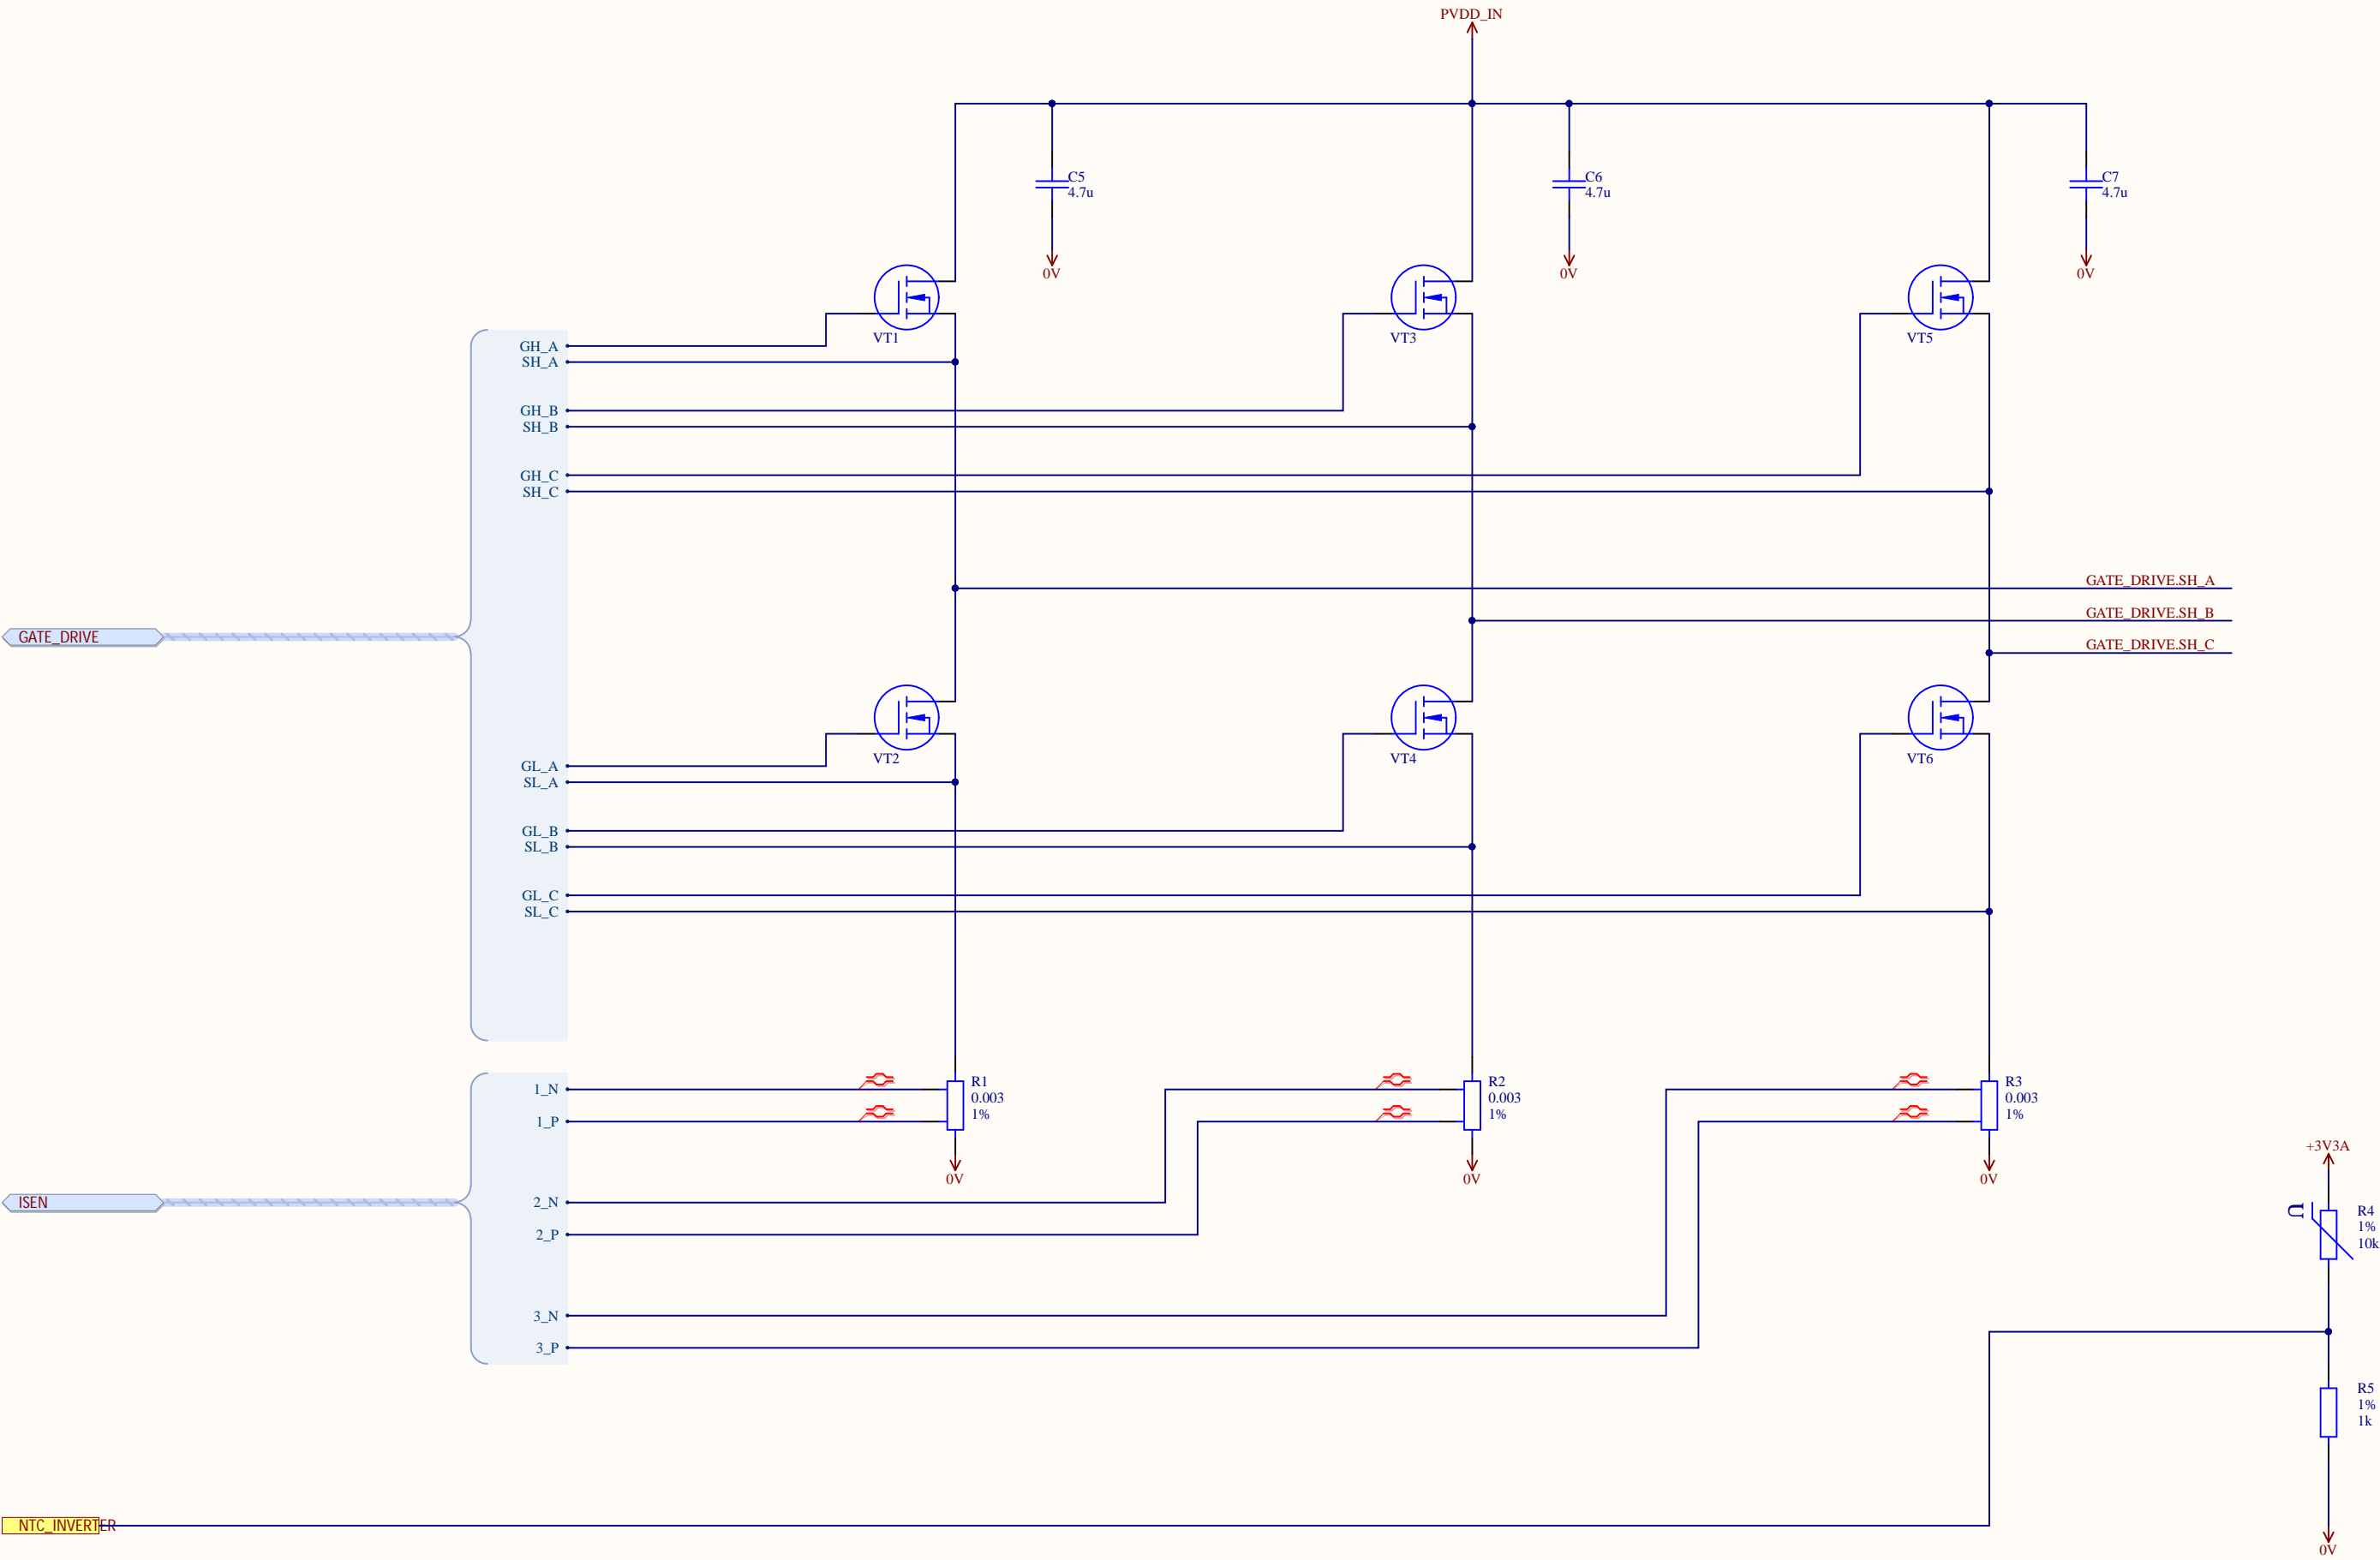 PVDD_IN
C5
4.7u
C6
4.7u
C7
4.7u
0V
0V
0V
VT1
VT3
VT5
GH_A
SH_A
GH_B
SH_B
GH_C
SH_C
GATE_DRIVE.SH_A
GATE_DRIVE.SH_B
GATE_DRIVE.SH_C
GATE_DRIVE
VT2
VT4
VT6
GL_A
SL_A
GL_B
SL_B
GL_C
SL_C
1_N
1_P
R1
0.003
1%
R2
0.003
1%
R3
0.003
1%
0V
0V
0V
ISEN
2_N
2_P
3_N
3_P
+3V3A
U
R4
1%
10k
R5
1%
1k
NTC_INVERTER
0V